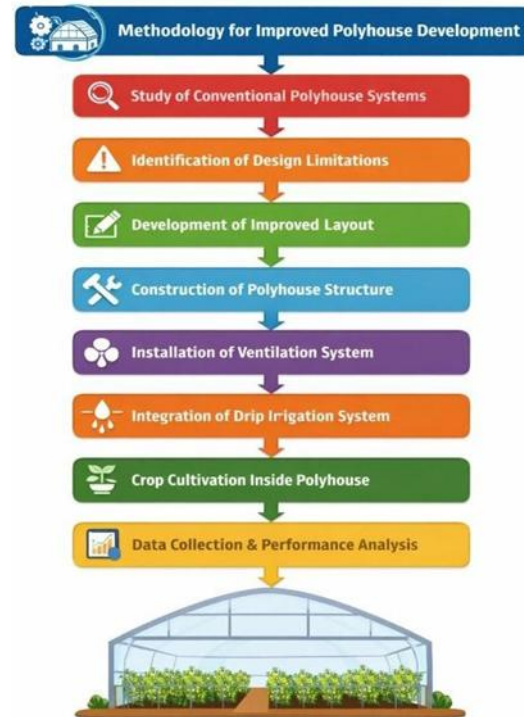 Methodology for Improved Polyhouse Development
Study of Conventional Polyhouse Systems
Identification of Design Limitations
Development of Improved Layout
Construction of Polyhouse Structure
Installation of Ventilation System
Integration of Drip Irrigation System
Crop Cultivation Inside Polyhouse
Data Collection & Performance Analysis